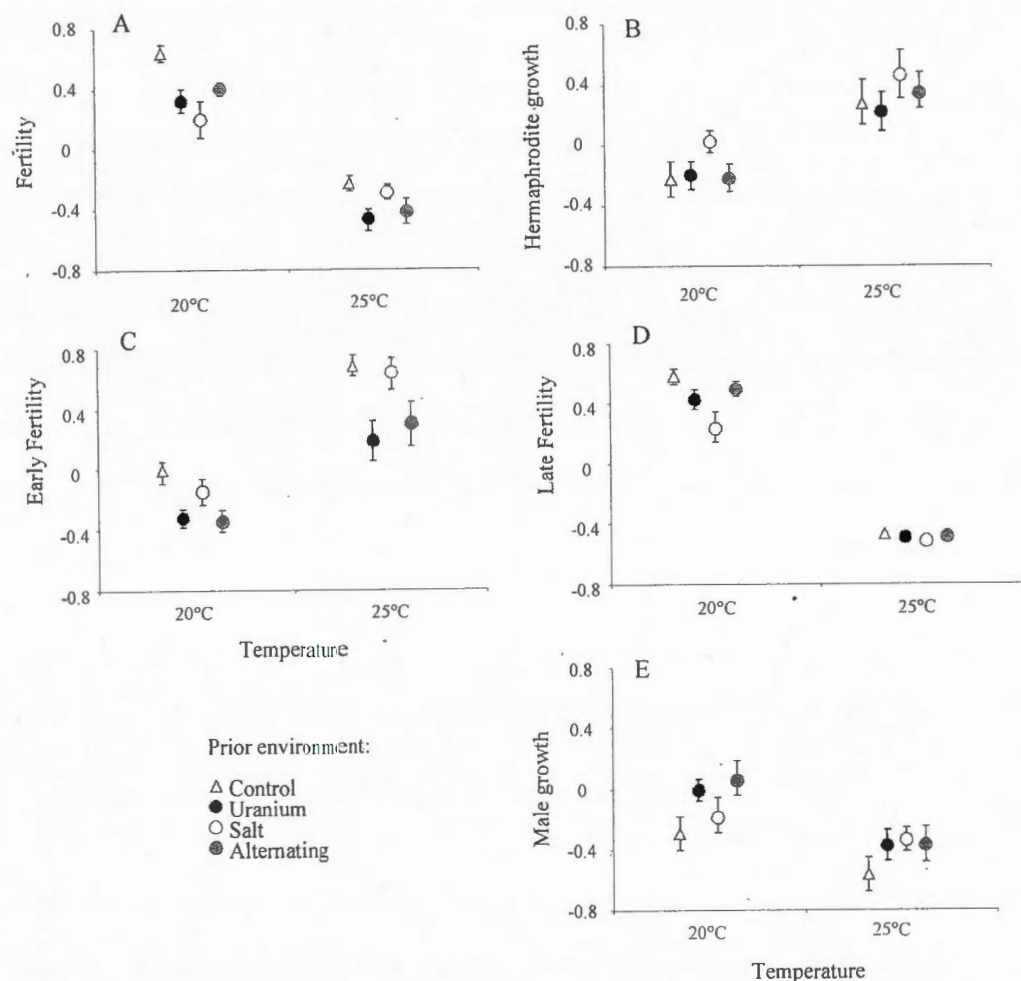 A
0.8
0.4
0
-0.4
-0.8
Fertility
20°C
25°C
B
0.8
0.4
0
-0.4
-0.8
Hermaphrodite growth
20°C
25°C
C
0.8
0.4
0
-0.4
-0.8
Early Fertility
20°C
25°C
Temperature
D
0.8
0.4
0
-0.4
-0.8
Late Fertility
20°C
25°C
Prior environment:
Control
Uranium
Salt
Alternating
E
0.8
0.4
0
-0.4
-0.8
Male growth
20°C
25°C
Temperature